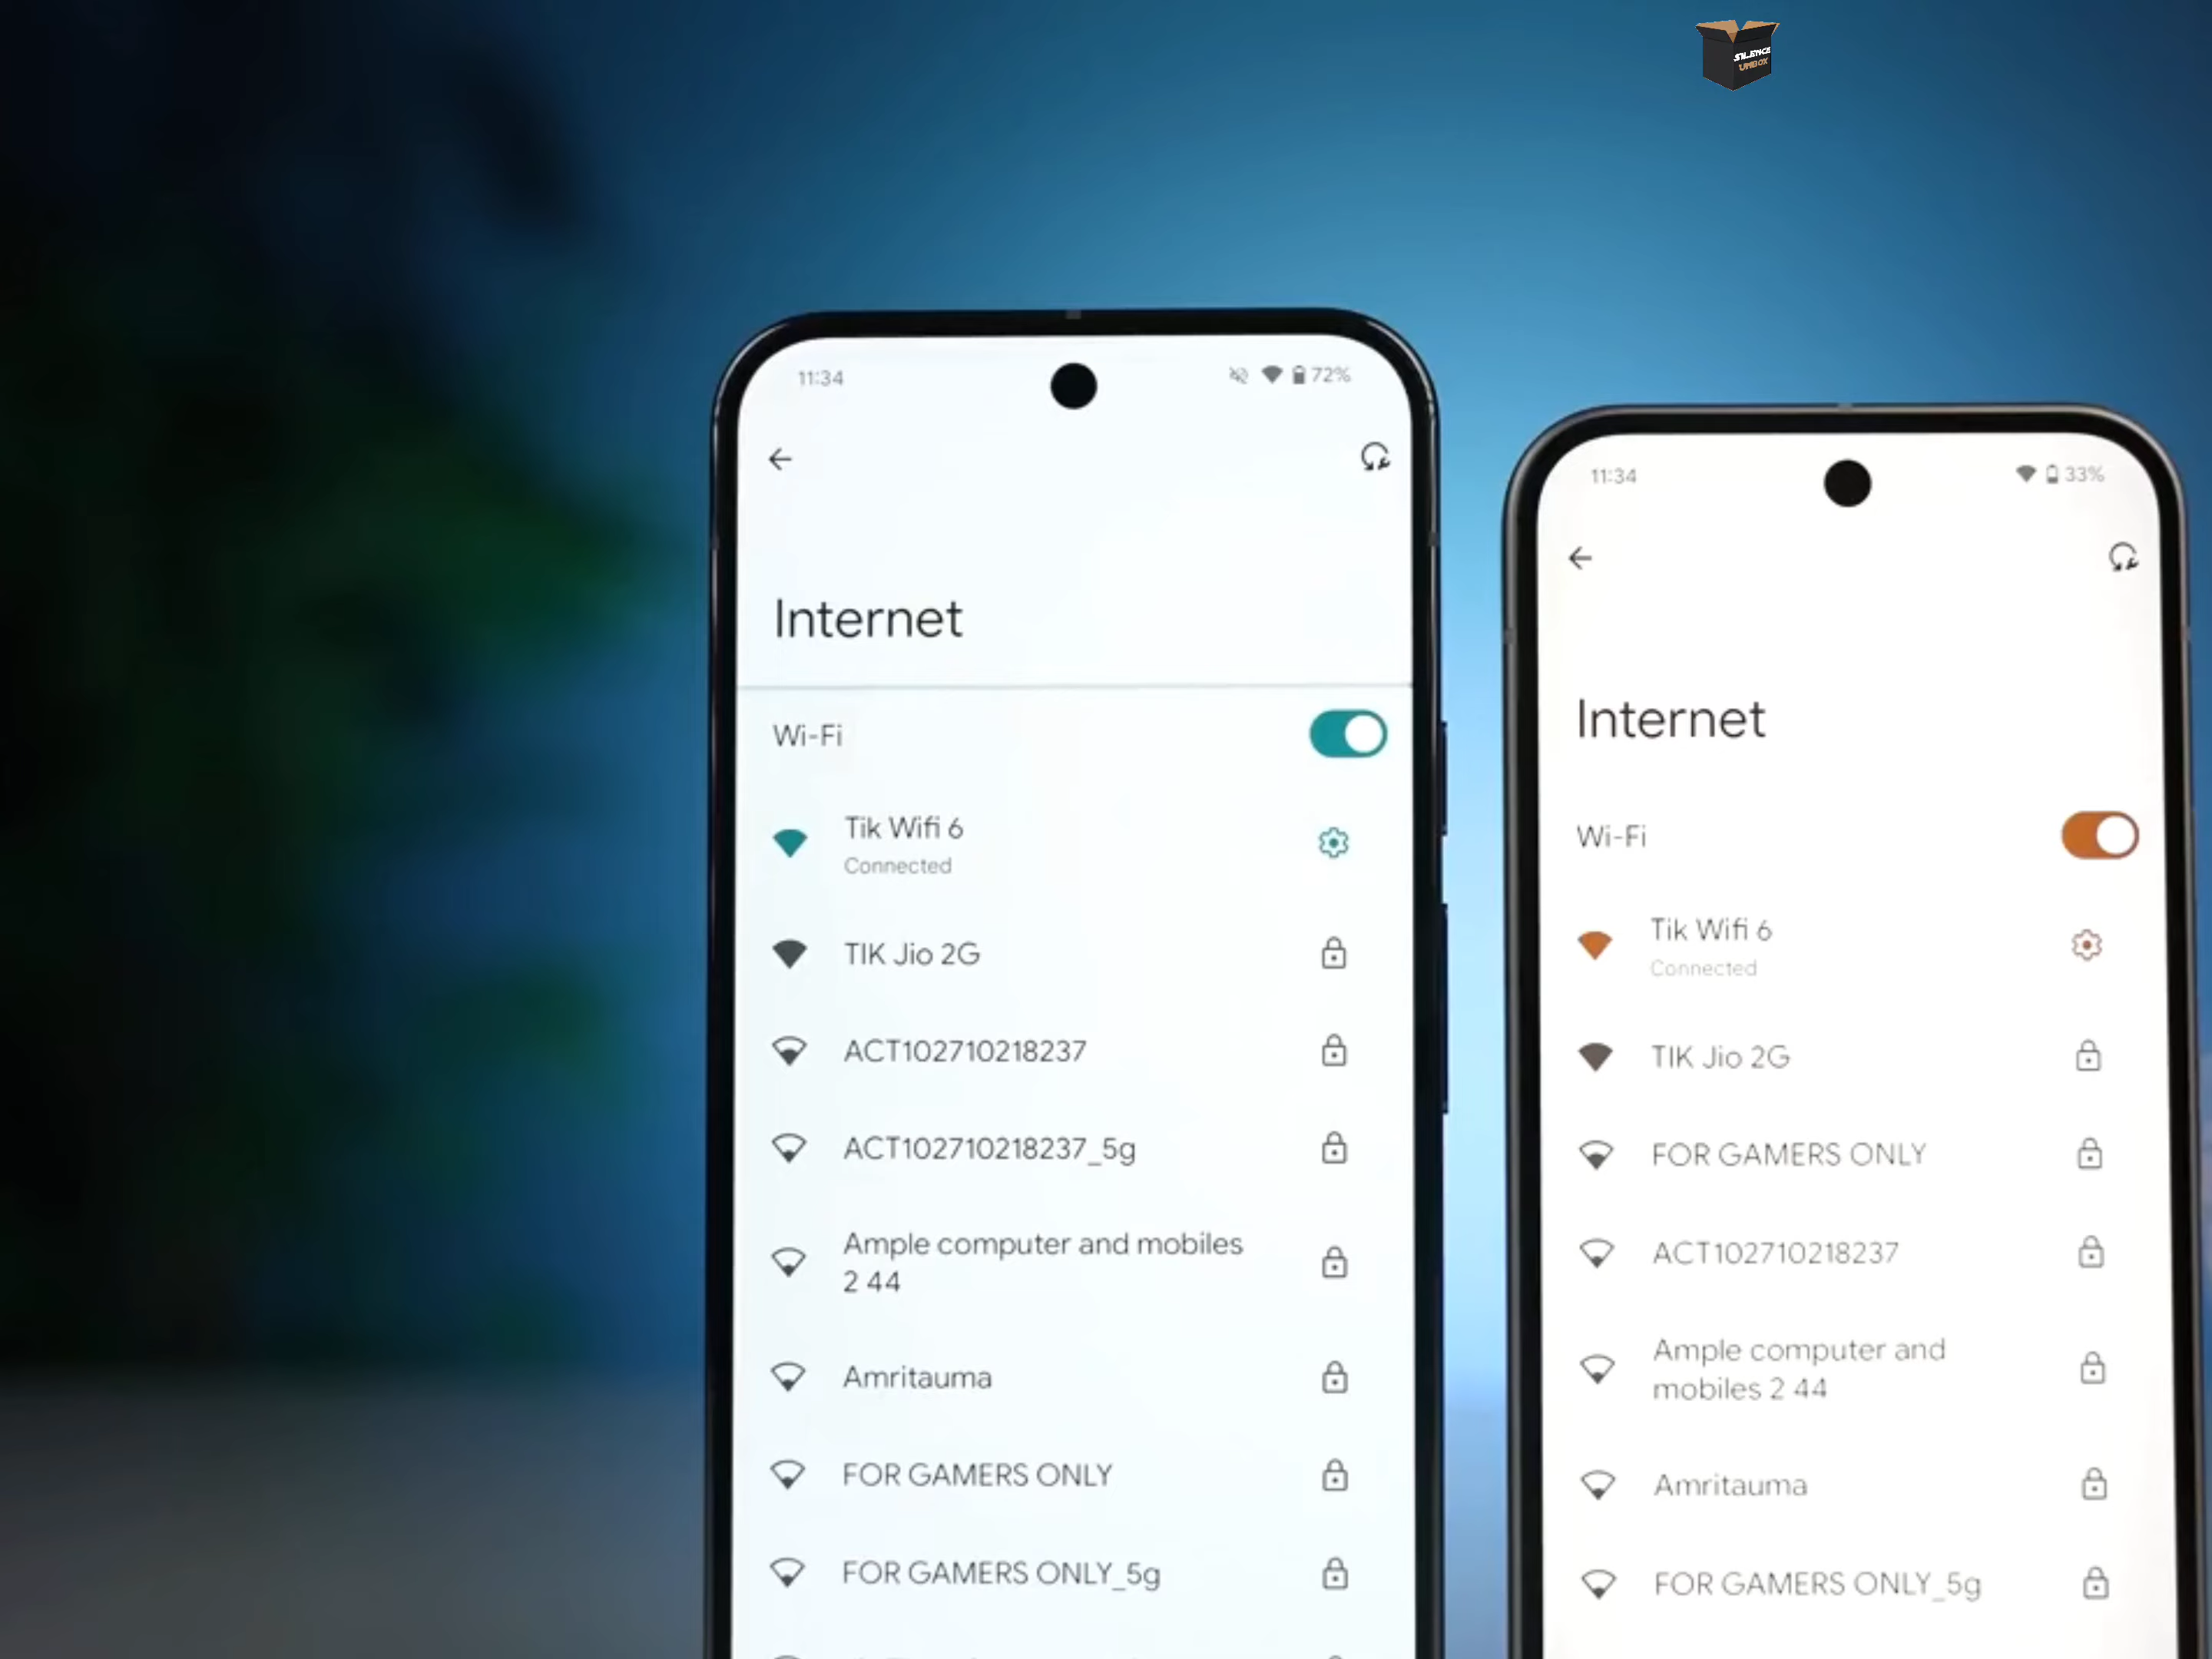 SILENCE
UNBOX
11:34
72%
Internet
Wi-Fi
Tik Wifi 6
Connected
TIK Jio 2G
ACT102710218237
ACT102710218237_5g
Ample computer and mobiles
2 44
Amritauma
FOR GAMERS ONLY
FOR GAMERS ONLY_5g
11:34
33%
Internet
Wi-Fi
Tik Wifi 6
Connected
TIK Jio 2G
FOR GAMERS ONLY
ACT102710218237
Ample computer and
mobiles 2 44
Amritauma
FOR GAMERS ONLY_5g